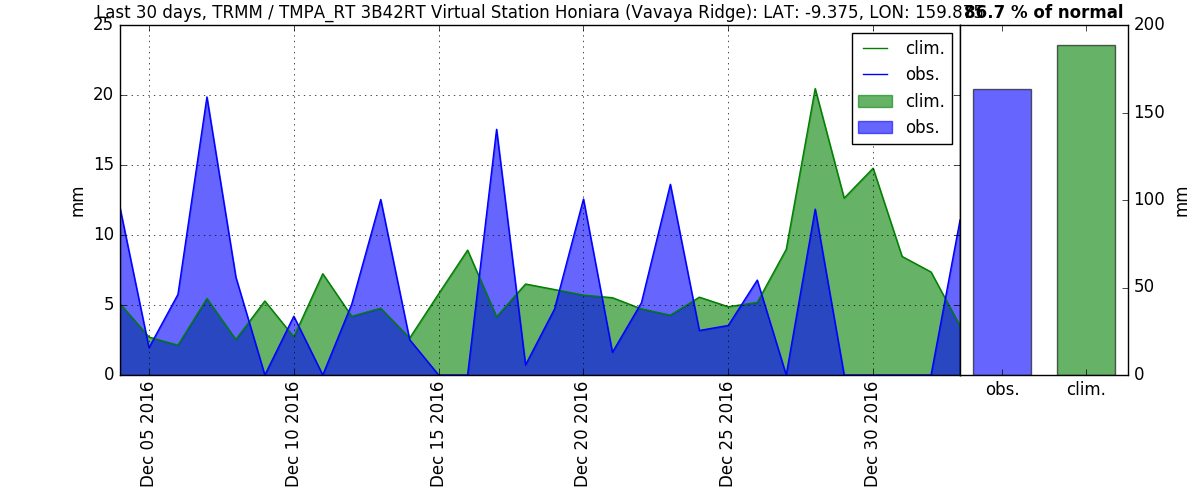 Last 30 days, TRMM / TMPA_RT 3B42RT Virtual Station Honiara (Vavaya Ridge): LAT: -9.375, LON: 159.875
86.7 % of normal
25
20
15
10
5
0
mm
clim.
obs.
clim.
obs.
Dec 05 2016
Dec 10 2016
Dec 15 2016
Dec 20 2016
Dec 25 2016
Dec 30 2016
200
150
100
50
0
mm
obs.
clim.